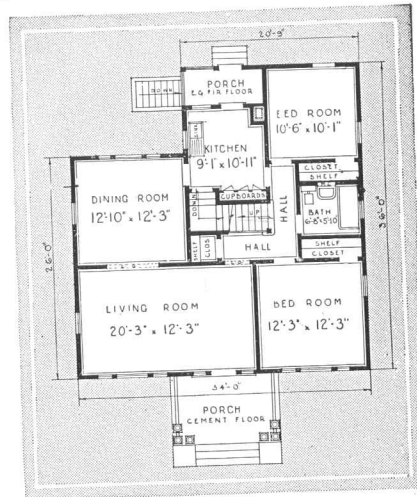 20'-9"
DOWN
PORCH
E.G. FIR FLOOR
BED ROOM
10'-6" x 10'-1"
KITCHEN
9'-1" x 10'-11"
CLOSET
SHELF
CUPBOARDS
DINING ROOM
12'-10" x 12'-3"
DOWN
UP
HALL
BATH
6'-8" x 5'-10"
36'-0"
26'-0"
SHELF
CLOS
HALL
SHELF
CLOSET
LIVING ROOM
20'-3" x 12'-3"
BED ROOM
12'-3" x 12'-3"
34'-0"
PORCH
CEMENT FLOOR